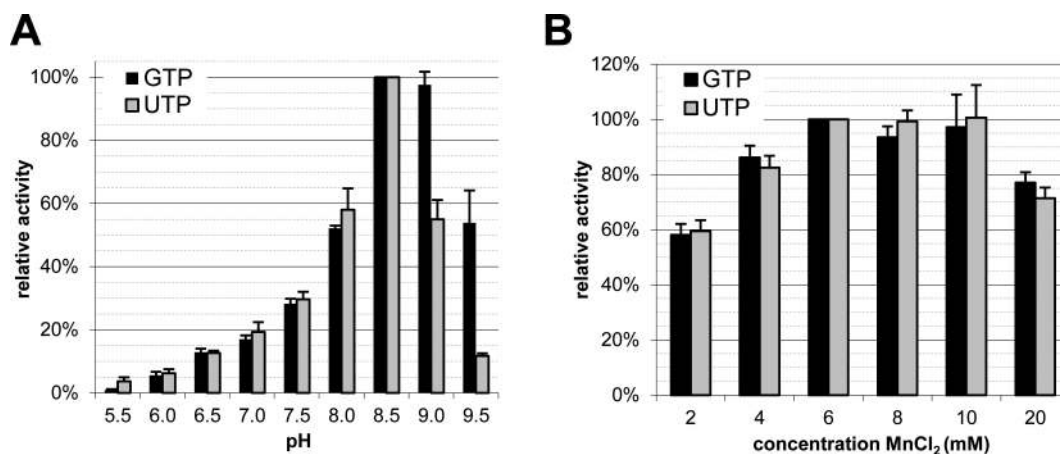 A
relative activity
100%
80%
60%
40%
20%
0%
GTP
UTP
5.5 6.0 6.5 7.0 7.5 8.0 8.5 9.0 9.5
pH
B
relative activity
120%
100%
80%
60%
40%
20%
0%
GTP
UTP
2 4 6 8 10 20
concentration MnCl₂ (mM)